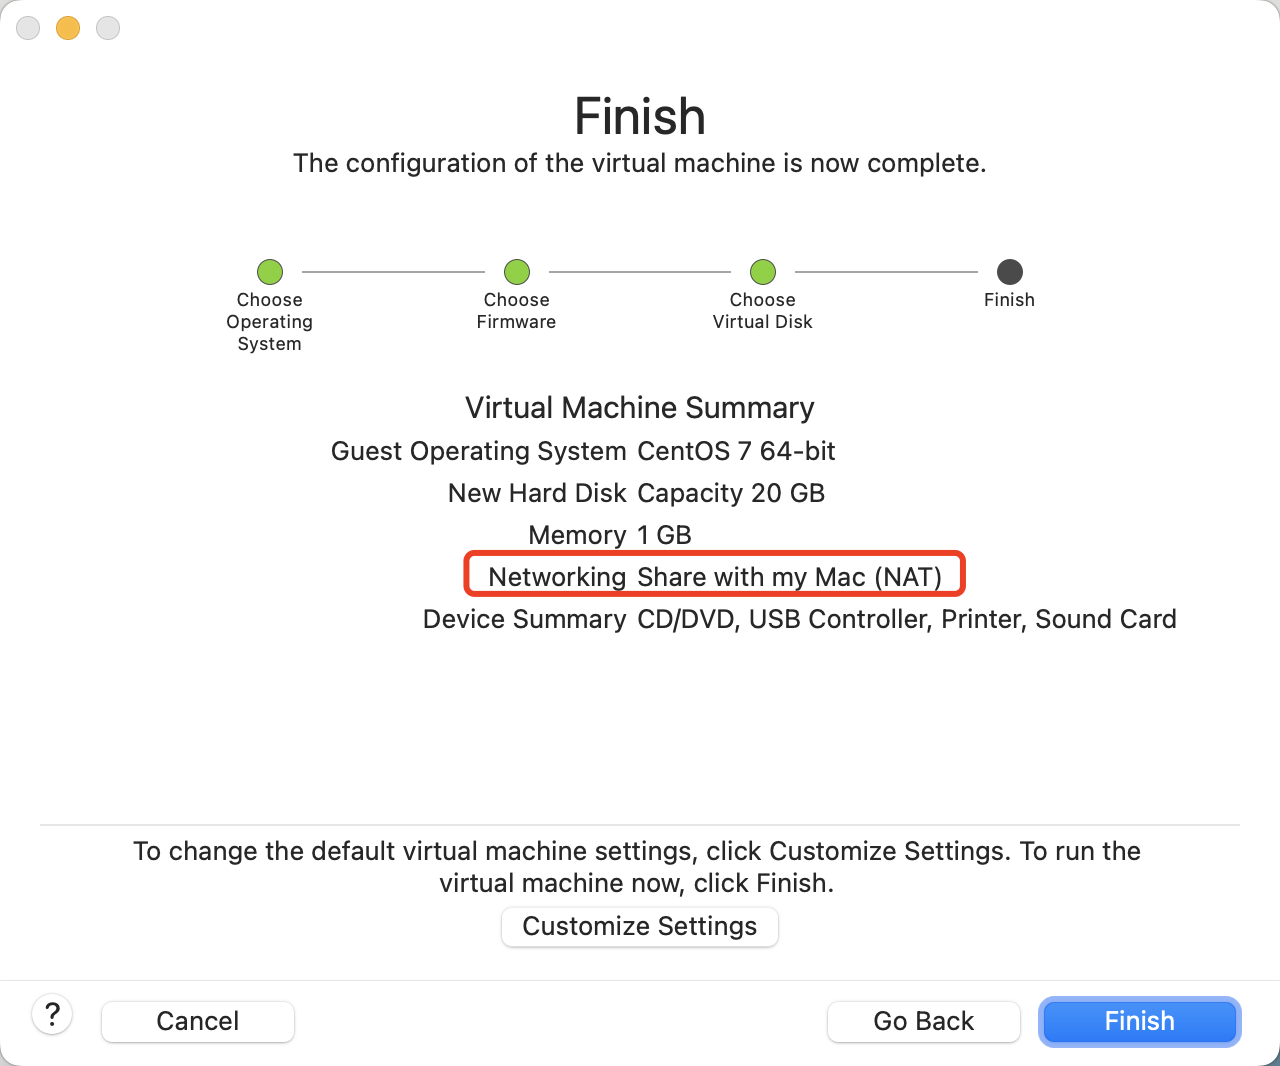 Finish
The configuration of the virtual machine is now complete.
Choose
Operating
System
Choose
Firmware
Choose
Virtual Disk
Finish
Virtual Machine Summary
Guest Operating System CentOS 7 64-bit
New Hard Disk Capacity 20 GB
Memory 1 GB
Networking Share with my Mac (NAT)
Device Summary CD/DVD, USB Controller, Printer, Sound Card
To change the default virtual machine settings, click Customize Settings. To run the
virtual machine now, click Finish.
Customize Settings
? Cancel Go Back Finish